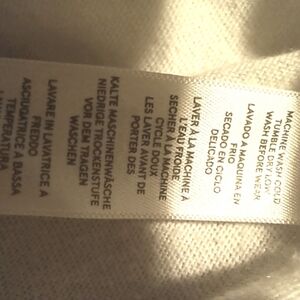 MACHINE WASH COLD
TUMBLE DRY LOW
WASH BEFORE WEAR
LAVADO A MAQUINA EN
FRIO
SECADO EN CICLO
DELICADO
LAVER À LA MACHINE À
L'EAU FROIDE
SECHER À LA MACHINE
CYCLE DOUX
LES LAVER AVANT DE
PORTER DES
KALTE MASCHINENWÄSCHE
NIEDRIGE TROCKENSTUFE
VOR DEM TRAGEN
WASCHEN
LAVARE IN LAVATRICE A
FREDDO
ASCIUGATRICE A BASSA
TEMPERATURA